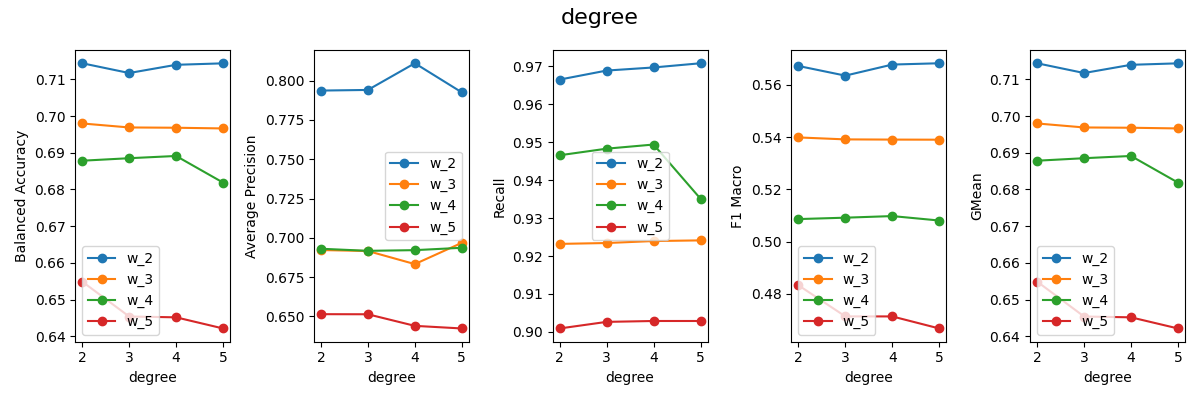 degree
Balanced Accuracy
0.71
0.70
0.69
0.68
0.67
0.66
0.65
0.64
w_2
w_3
w_4
w_5
2 3 4 5
degree
Average Precision
0.800
0.775
0.750
0.725
0.700
0.675
0.650
w_2
w_3
w_4
w_5
2 3 4 5
degree
Recall
0.97
0.96
0.95
0.94
0.93
0.92
0.91
0.90
w_2
w_3
w_4
w_5
2 3 4 5
degree
F1 Macro
0.56
0.54
0.52
0.50
0.48
w_2
w_3
w_4
w_5
2 3 4 5
degree
GMean
0.71
0.70
0.69
0.68
0.67
0.66
0.65
0.64
w_2
w_3
w_4
w_5
2 3 4 5
degree